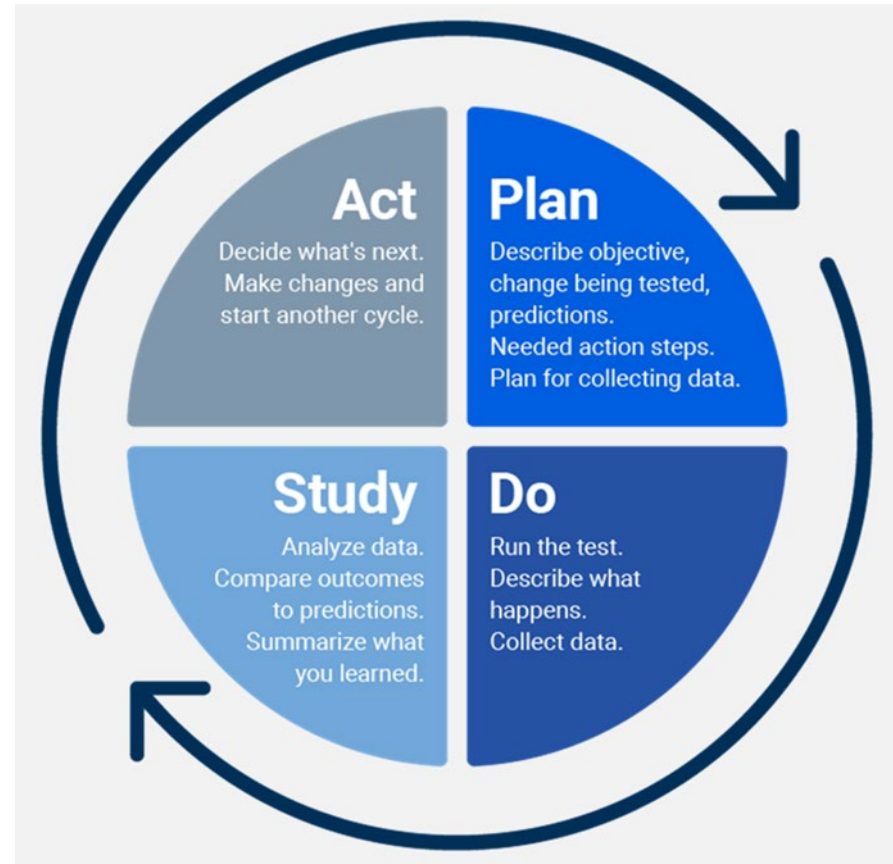 Act
Decide what's next.
Make changes and
start another cycle.
Plan
Describe objective,
change being tested,
predictions.
Needed action steps.
Plan for collecting data.
Study
Analyze data.
Compare outcomes
to predictions.
Summarize what
you learned.
Do
Run the test.
Describe what
happens.
Collect data.